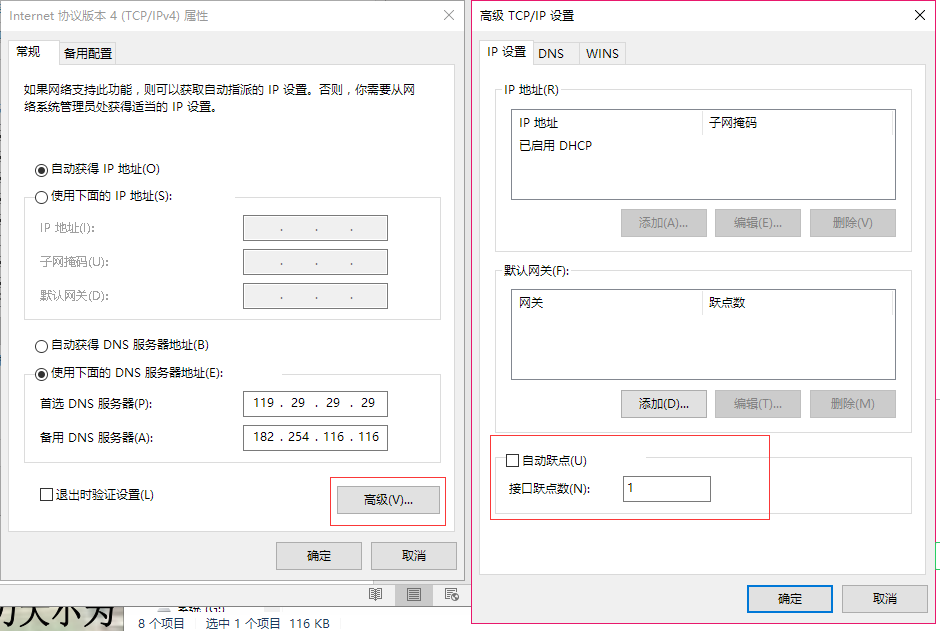 Internet 协议版本 4 (TCP/IPv4) 属性
常规
备用配置
如果网络支持此功能，则可以获取自动指派的 IP 设置。否则，你需要从网
络系统管理员处获得适当的 IP 设置。
自动获得 IP 地址(O)
使用下面的 IP 地址(S):
IP 地址(I):
. . .
子网掩码(U):
. . .
默认网关(D):
. . .
自动获得 DNS 服务器地址(B)
使用下面的 DNS 服务器地址(E):
首选 DNS 服务器(P):
119 . 29 . 29 . 29
备用 DNS 服务器(A):
182 . 254 . 116 . 116
退出时验证设置(L)
高级(V)...
确定
取消
8 个项目
选中 1 个项目 116 KB
高级 TCP/IP 设置
IP 设置
DNS
WINS
IP 地址(R)
IP 地址
子网掩码
已启用 DHCP
添加(A)...
编辑(E)...
删除(V)
默认网关(F):
网关
跃点数
添加(D)...
编辑(T)...
删除(M)
自动跃点(U)
接口跃点数(N):
1
确定
取消